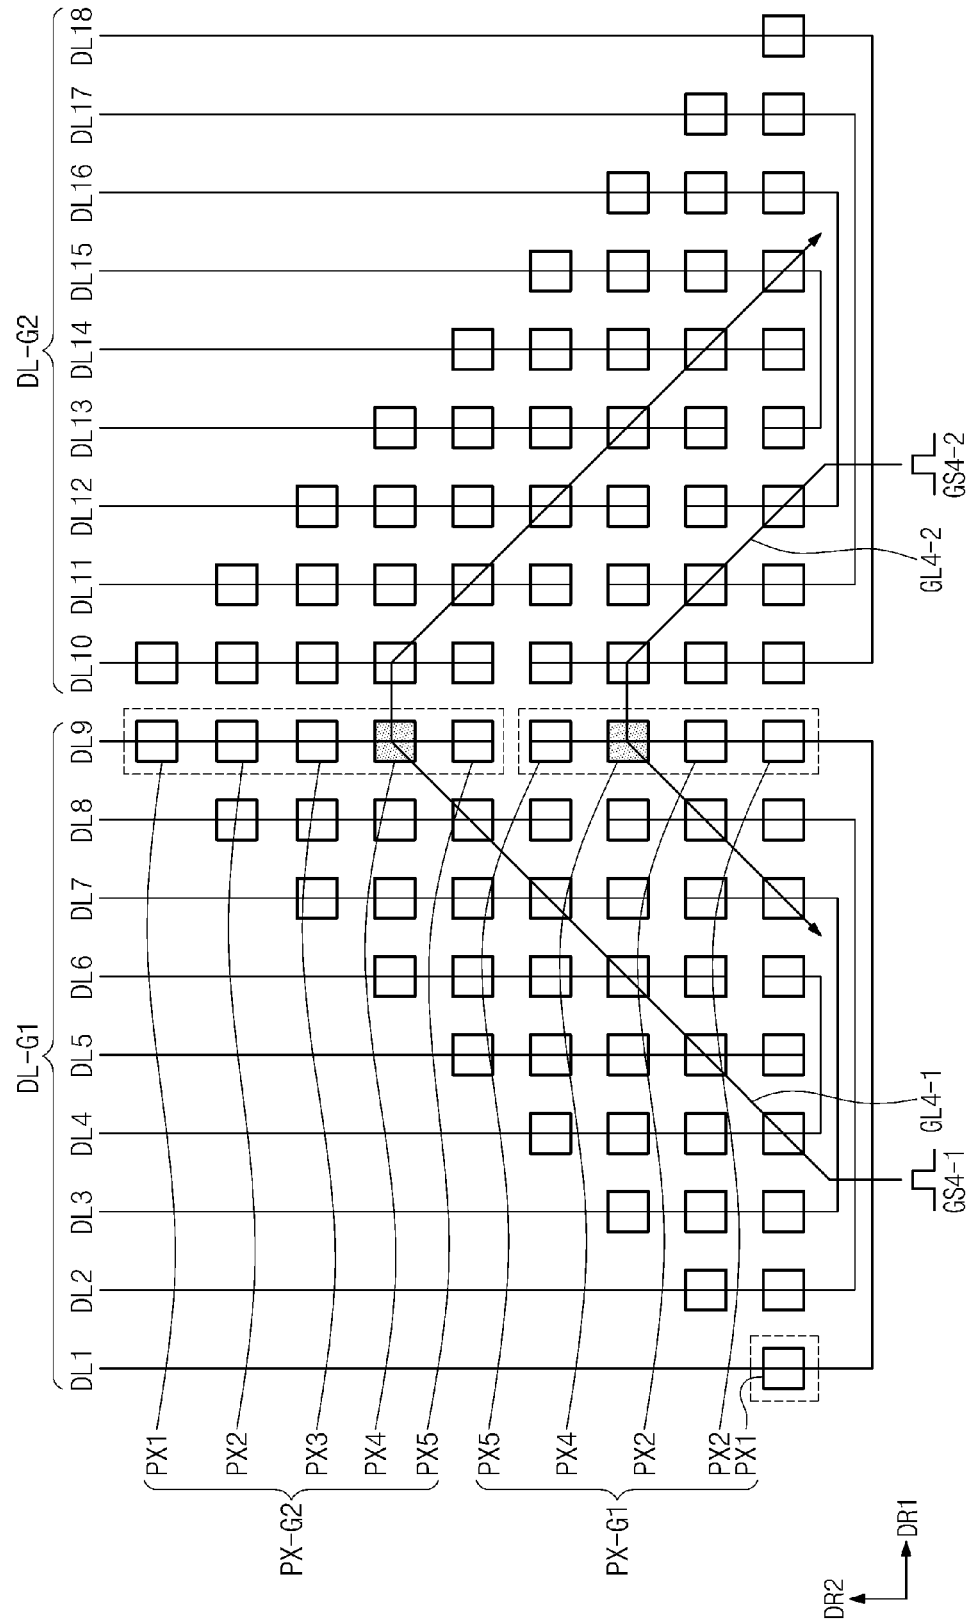 DL-G1
DL-G2
DL1
DL2
DL3
DL4
DL5
DL6
DL7
DL8
DL9
DL10
DL11
DL12
DL13
DL14
DL15
DL16
DL17
DL18
PX-G2
PX1
PX2
PX3
PX4
PX5
PX-G1
PX5
PX4
PX2
PX2
PX1
GL4-1
GL4-2
GS4-1
GS4-2
DR2
DR1